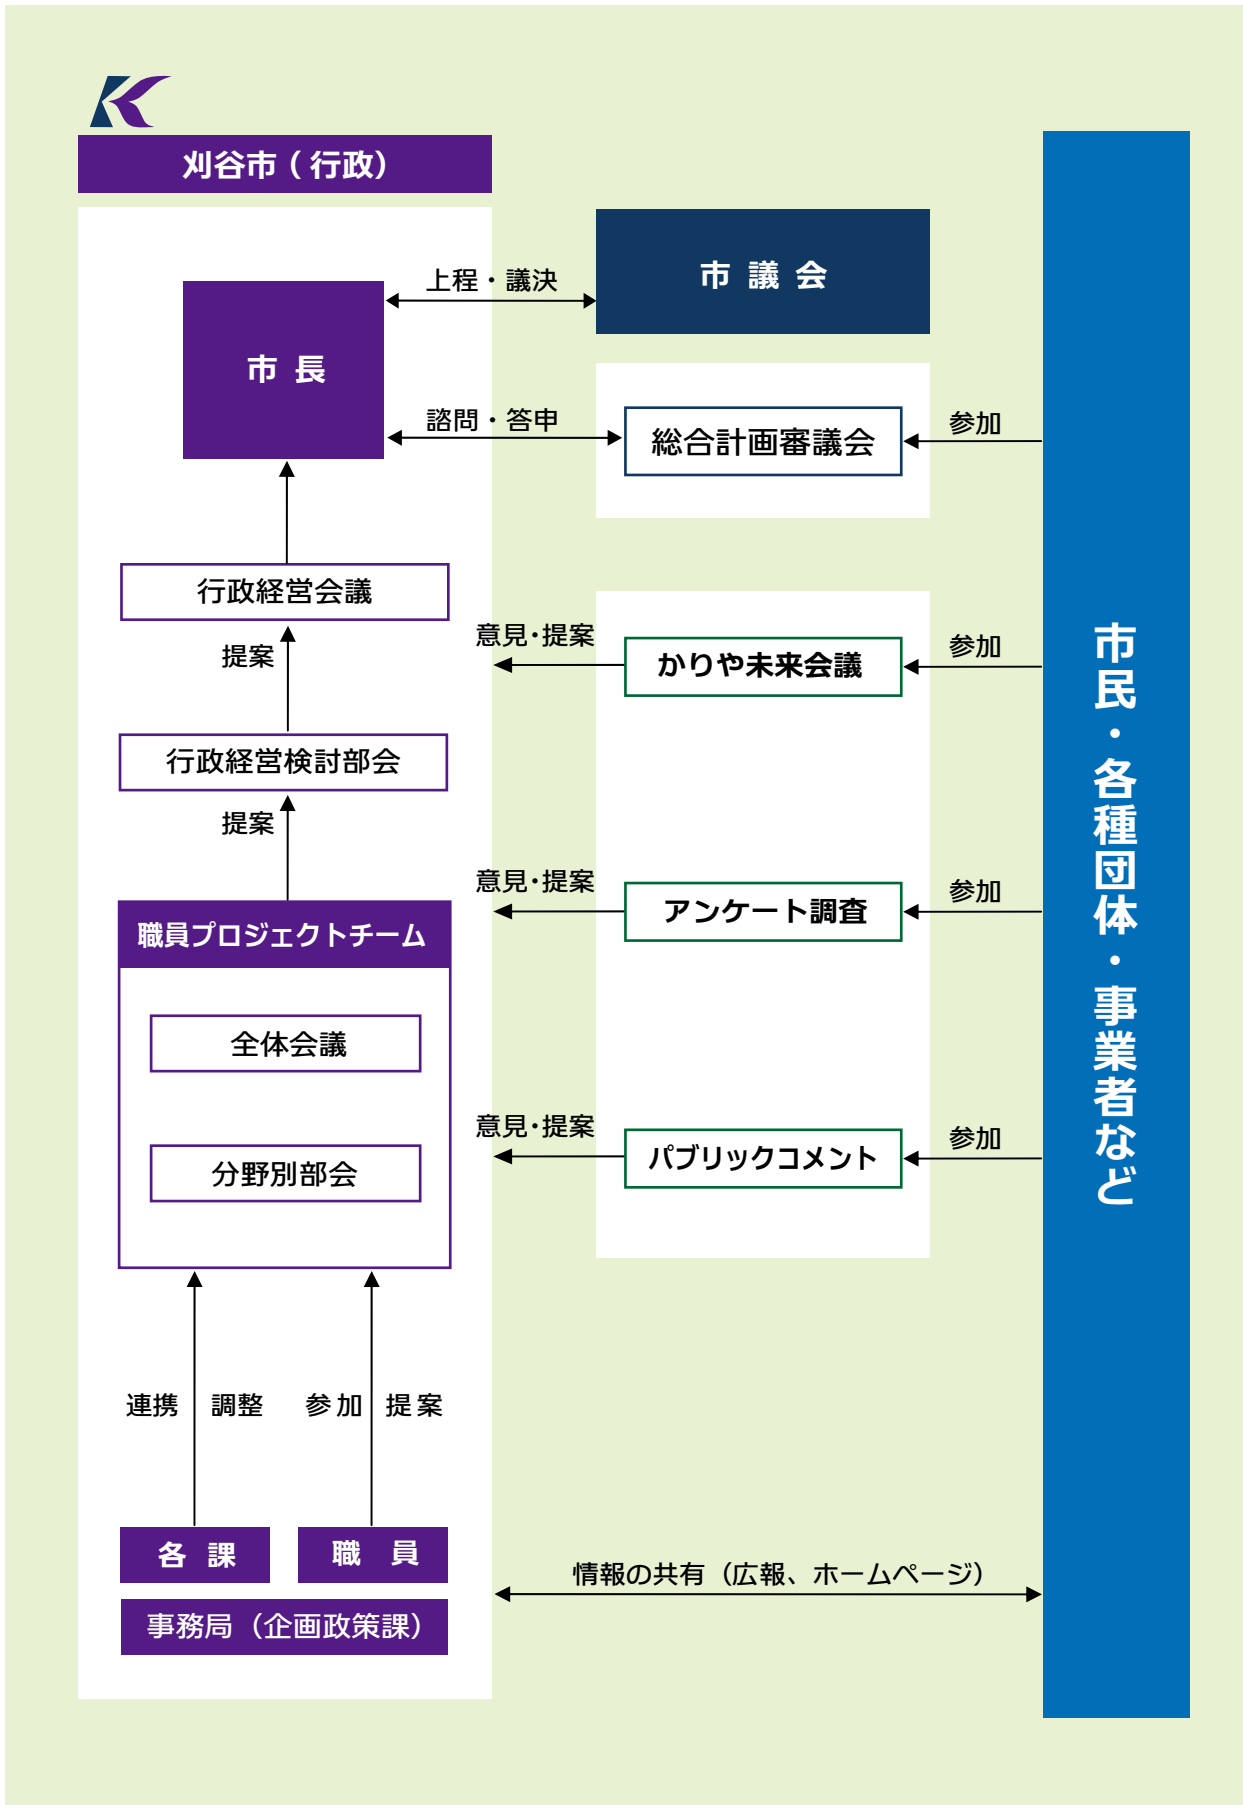 刈谷市（行政）
市議会
上程・議決
市長
諮問・答申
総合計画審議会
参加
行政経営会議
提案
意見・提案
かりや未来会議
参加
行政経営検討部会
提案
意見・提案
アンケート調査
参加
職員プロジェクトチーム
全体会議
分野別部会
意見・提案
パブリックコメント
参加
市民・各種団体・事業者など
連携 調整
参加 提案
各課
職員
事務局（企画政策課）
情報の共有（広報、ホームページ）